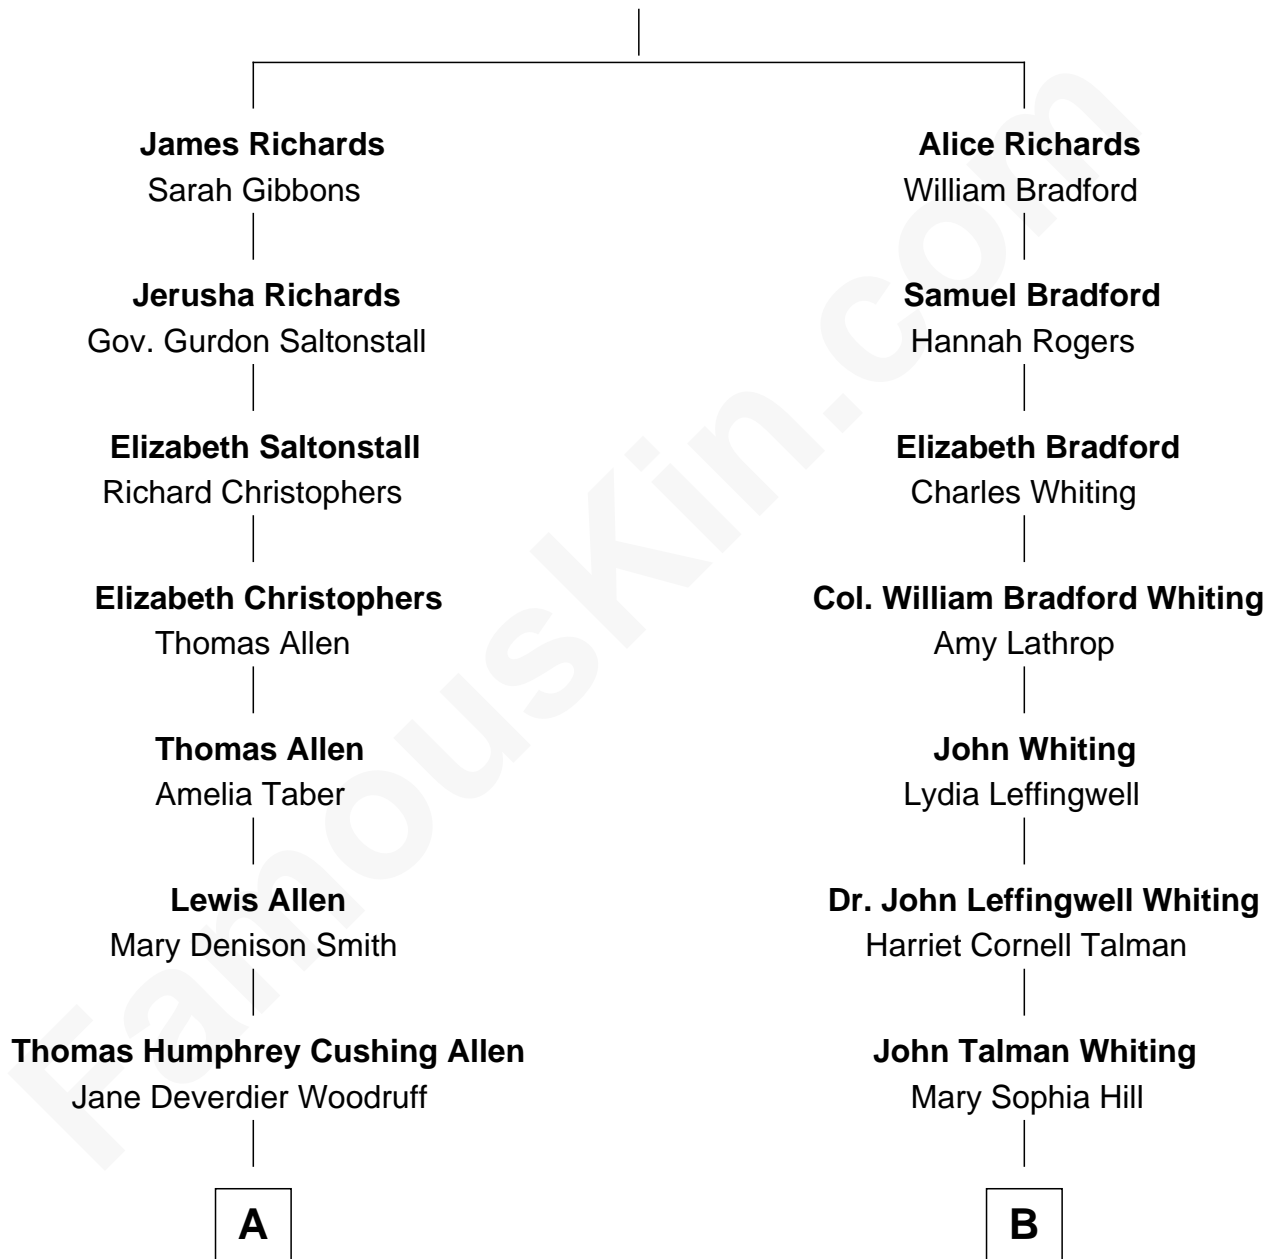 James Richards
Sarah Gibbons
Alice Richards
William Bradford
Jerusha Richards
Gov. Gurdon Saltonstall
Samuel Bradford
Hannah Rogers
Elizabeth Saltonstall
Richard Christophers
Elizabeth Bradford
Charles Whiting
Elizabeth Christophers
Thomas Allen
Col. William Bradford Whiting
Amy Lathrop
Thomas Allen
Amelia Taber
John Whiting
Lydia Leffingwell
Lewis Allen
Mary Denison Smith
Dr. John Leffingwell Whiting
Harriet Cornell Talman
Thomas Humphrey Cushing Allen
Jane Deverdier Woodruff
John Talman Whiting
Mary Sophia Hill
A
B
FamousKin.com